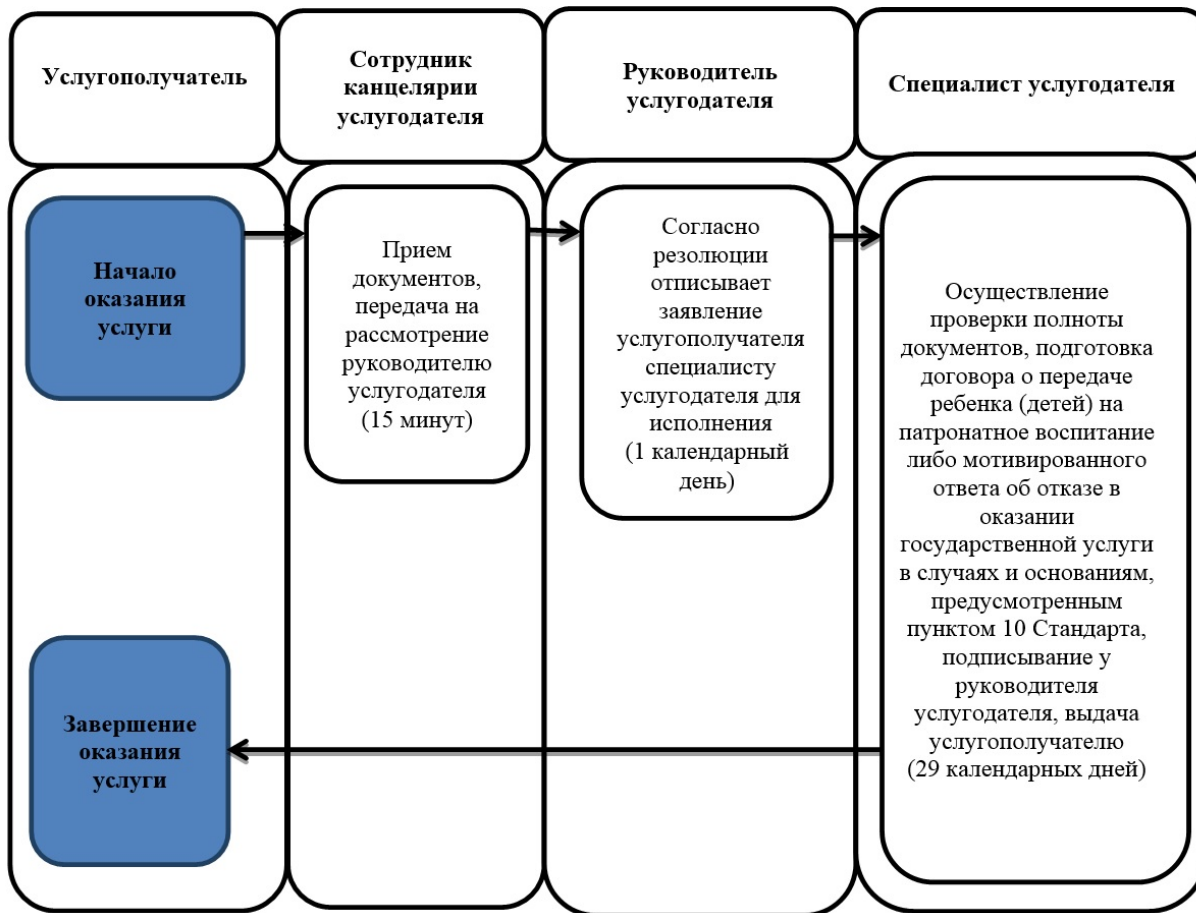 Услугополучатель
Сотрудник
канцелярии
услугодателя
Руководитель
услугодателя
Специалист услугодателя
Начало
оказания
услуги
Прием
документов,
передача на
рассмотрение
руководителю
услугодателя
(15 минут)
Согласно
резолюции
отписывает
заявление
услугополучателя
специалисту
услугодателя для
исполнения
(1 календарный
день)
Осуществление
проверки полноты
документов, подготовка
договора о передаче
ребенка (детей) на
патронатное воспитание
либо мотивированного
ответа об отказе в
оказании
государственной услуги
в случаях и основаниям,
предусмотренным
пунктом 10 Стандарта,
подписывание у
руководителя
услугодателя, выдача
услугополучателю
(29 календарных дней)
Завершение
оказания
услуги